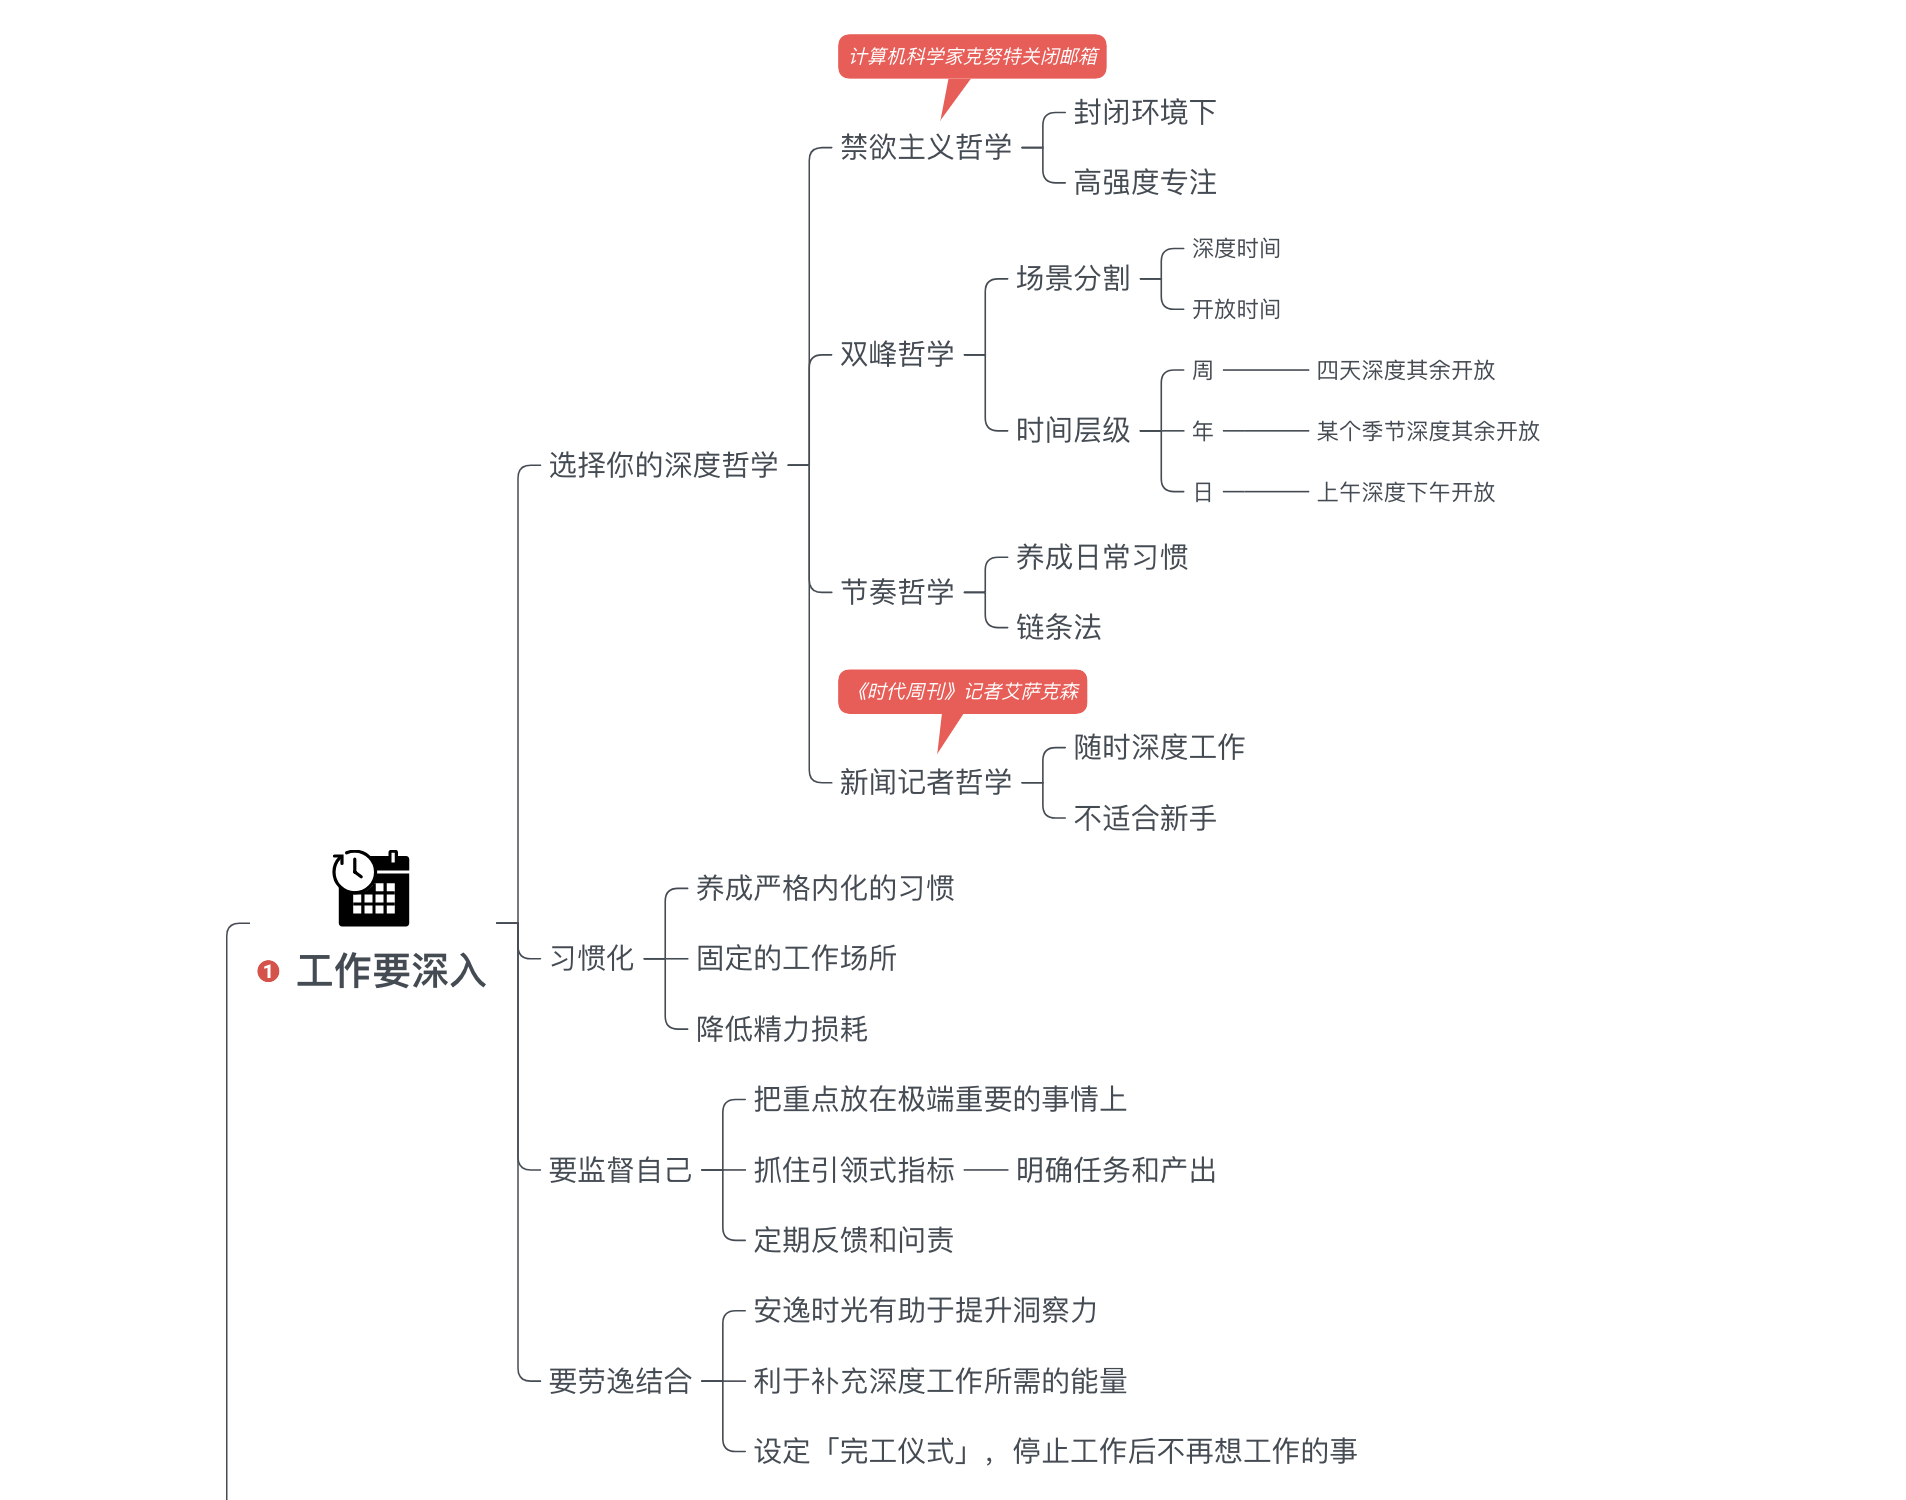 计算机科学家克努特关闭邮箱
封闭环境下
禁欲主义哲学
高强度专注
深度时间
场景分割
开放时间
双峰哲学
周
四天深度其余开放
时间层级
年
某个季节深度其余开放
选择你的深度哲学
日
上午深度下午开放
养成日常习惯
节奏哲学
链条法
《时代周刊》记者艾萨克森
随时深度工作
新闻记者哲学
不适合新手
养成严格内化的习惯
习惯化
固定的工作场所
1 工作要深入
降低精力损耗
把重点放在极端重要的事情上
要监督自己
抓住引领式指标
明确任务和产出
定期反馈和问责
安逸时光有助于提升洞察力
要劳逸结合
利于补充深度工作所需的能量
设定「完工仪式」，停止工作后不再想工作的事